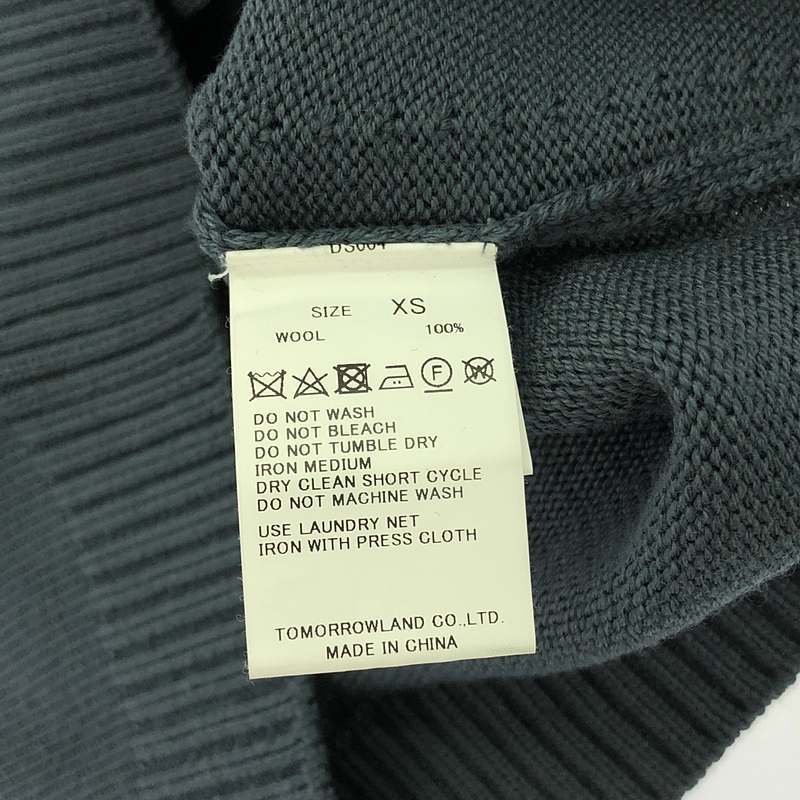 SIZE XS
WOOL 100%
F W
DO NOT WASH
DO NOT BLEACH
DO NOT TUMBLE DRY
IRON MEDIUM
DRY CLEAN SHORT CYCLE
DO NOT MACHINE WASH
USE LAUNDRY NET
IRON WITH PRESS CLOTH
TOMORROWLAND CO.,LTD.
MADE IN CHINA